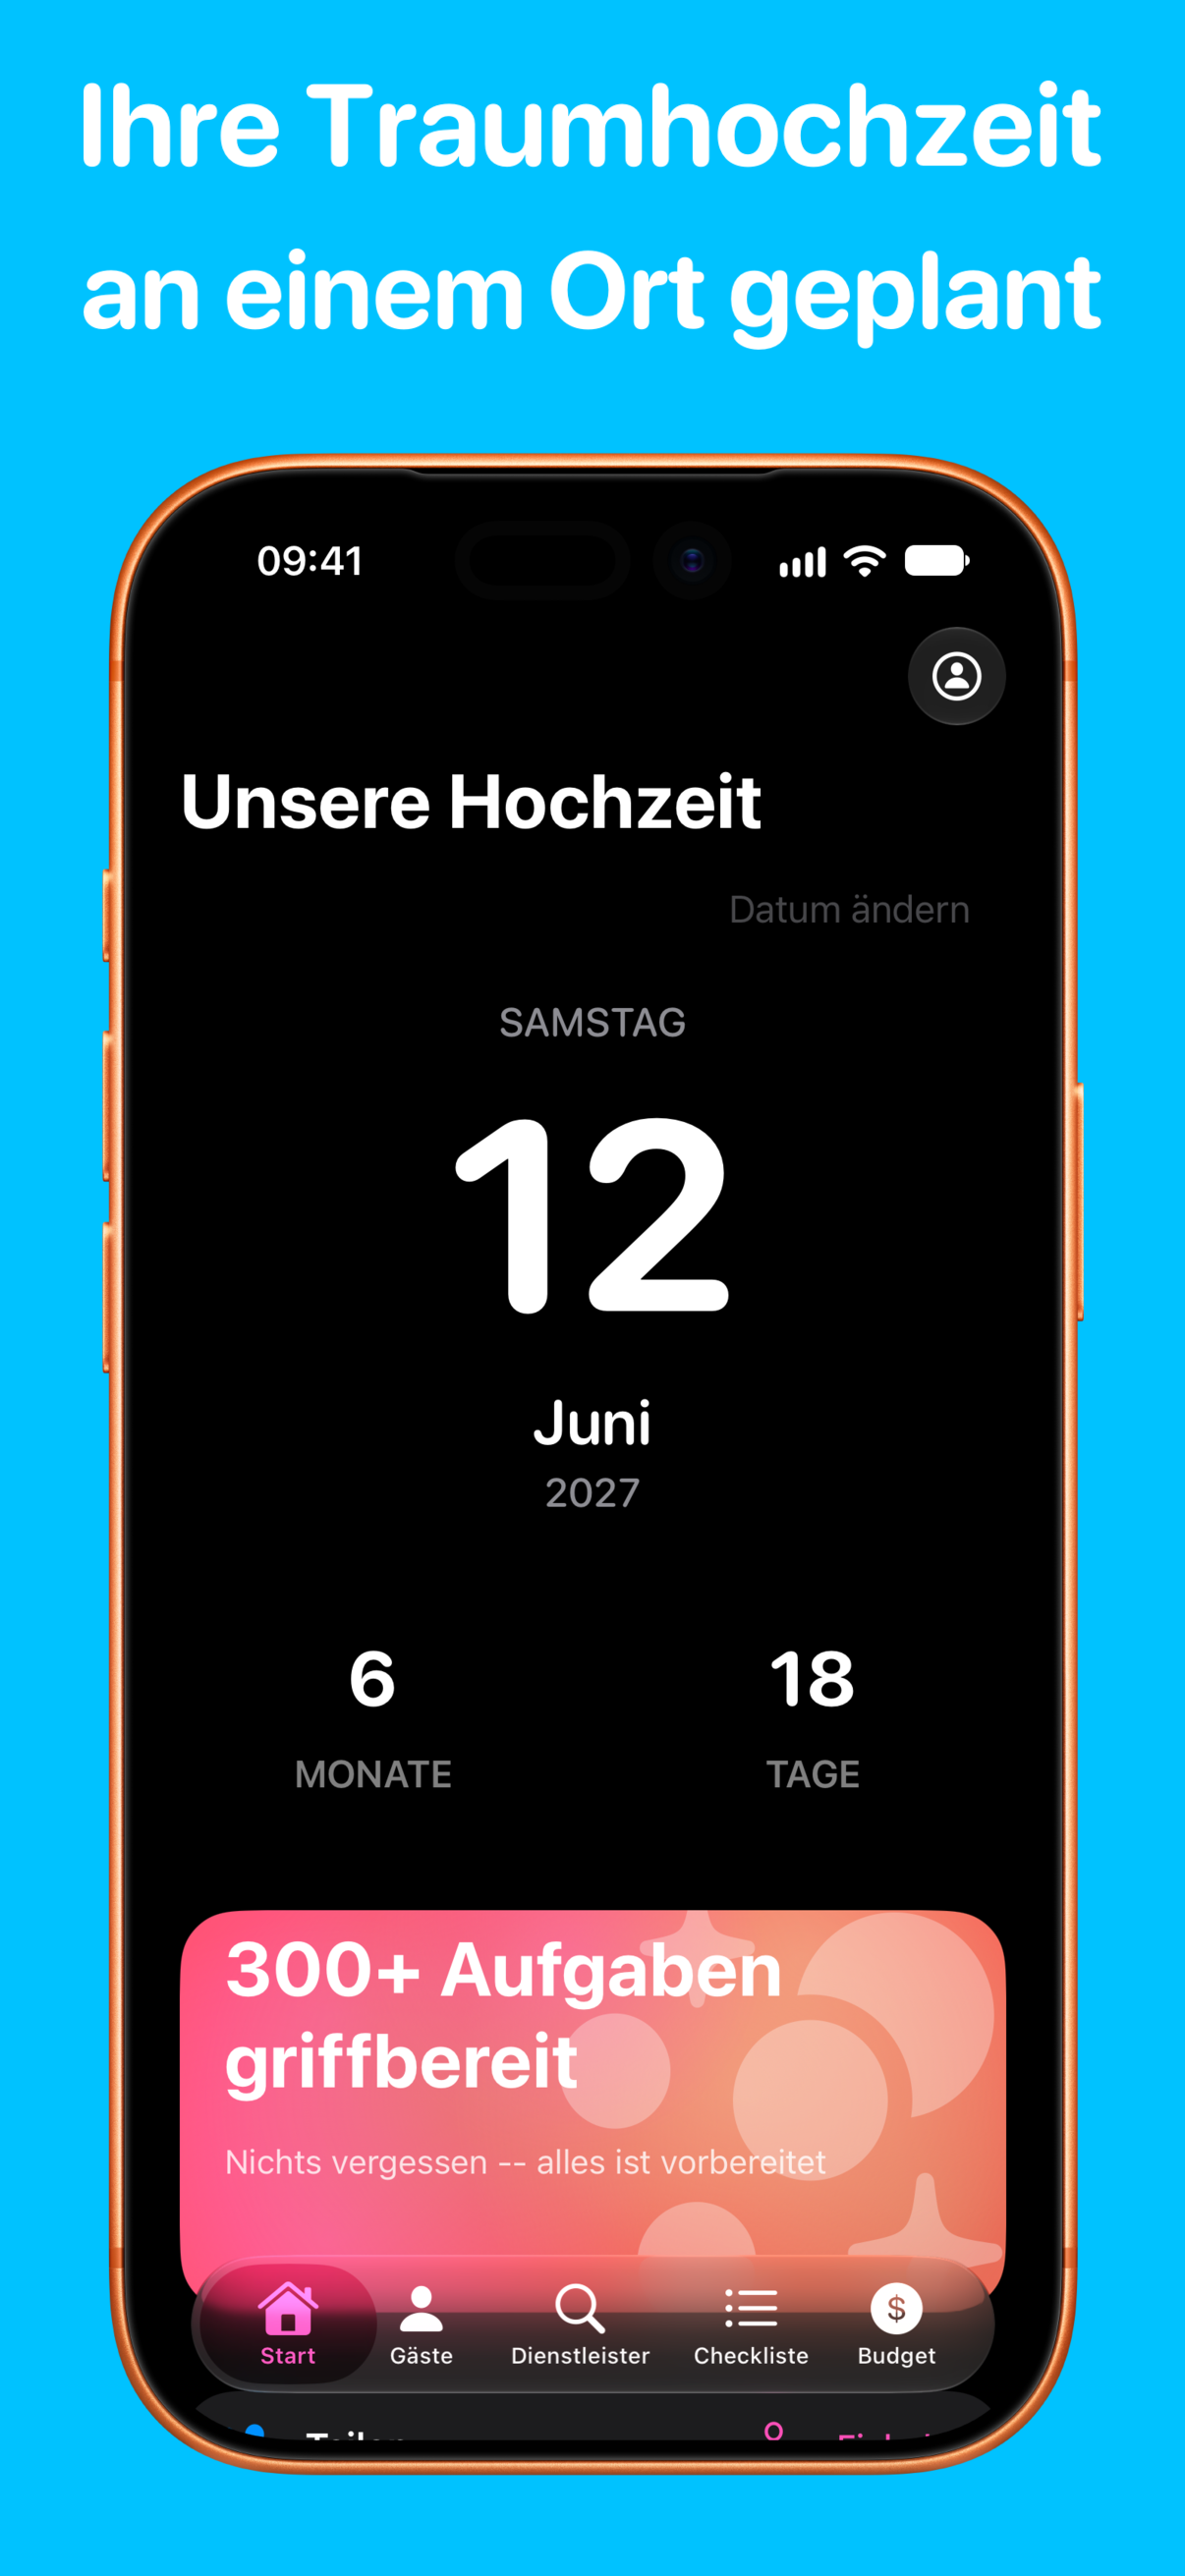 Ihre Traumhochzeit
an einem Ort geplant
09:41
Unsere Hochzeit
Datum ändern
SAMSTAG
12
Juni
2027
6
18
MONATE
TAGE
300+ Aufgaben
griffbereit
Nichts vergessen -- alles ist vorbereitet
$
Start
Gäste
Dienstleister
Checkliste
Budget
Teilen